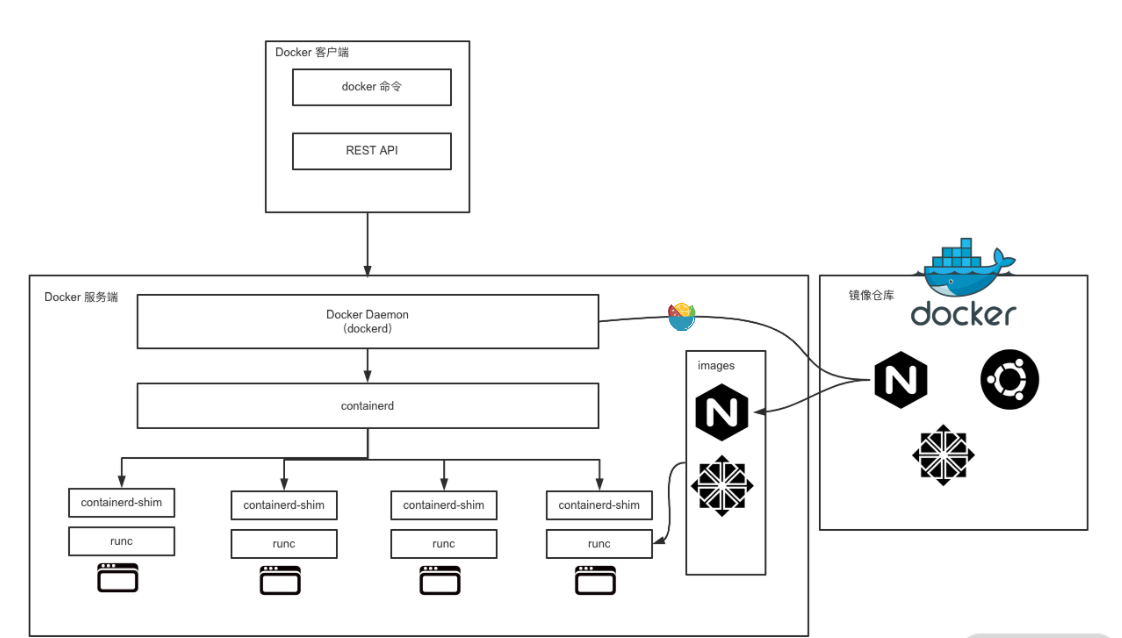 Docker 客户端
docker 命令
REST API
Docker 服务端
Docker Daemon
（dockerd）
镜像仓库
docker
images
containerd
containerd-shim
containerd-shim
containerd-shim
containerd-shim
runc
runc
runc
runc